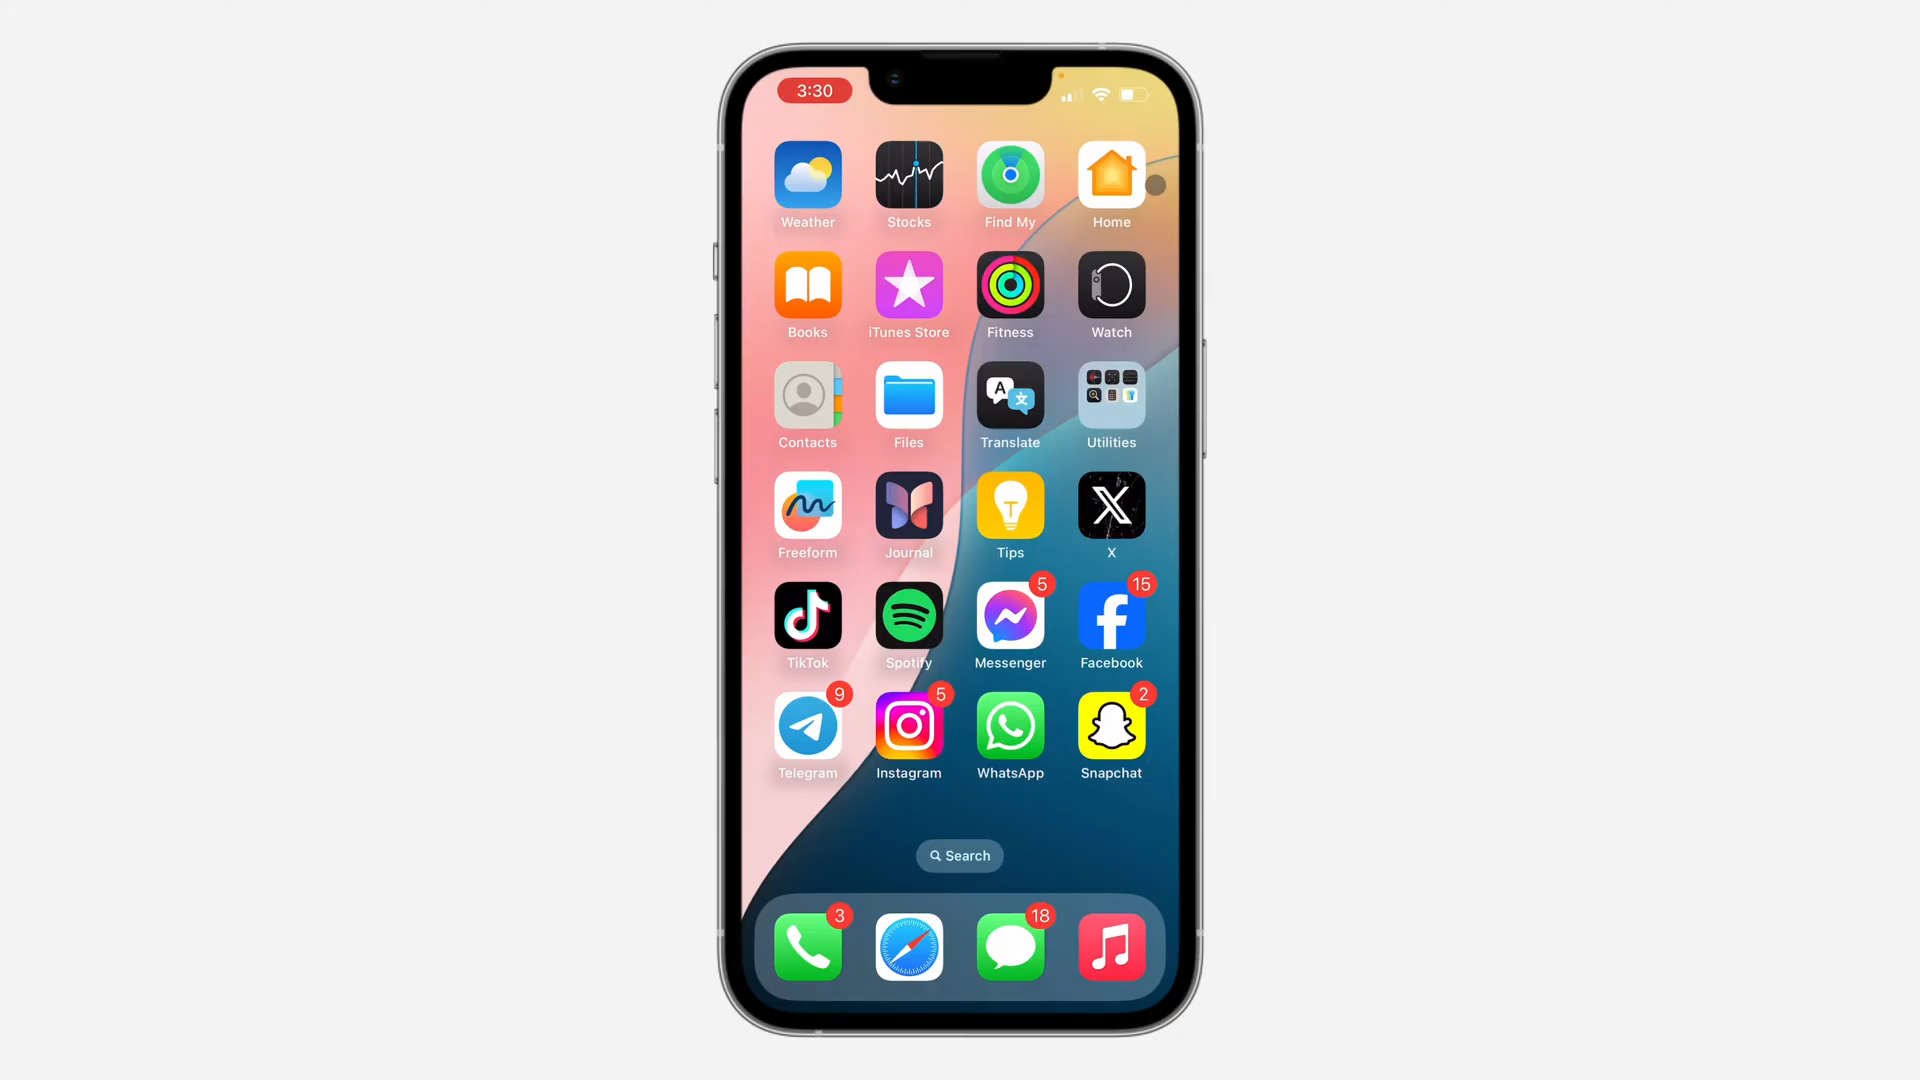 3:30
Weather Stocks Find My Home
Books iTunes Store Fitness Watch
A 文
Contacts Files Translate Utilities
T
X
Freeform Journal Tips X
5 15
f
TikTok Spotify Messenger Facebook
9 5 2
Telegram Instagram WhatsApp Snapchat
Search
3 18